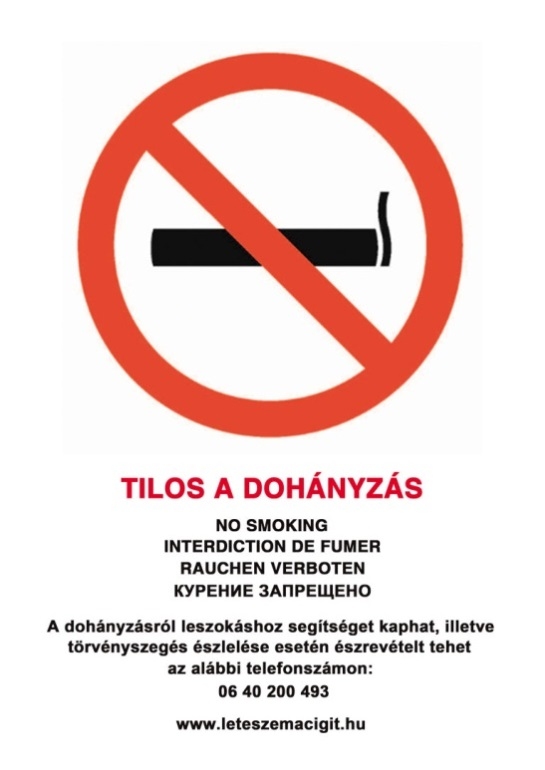 TILOS A DOHÁNYZÁS
NO SMOKING
INTERDICTION DE FUMER
RAUCHEN VERBOTEN
КУРЕНИЕ ЗАПРЕЩЕНО
A dohányzásról leszokáshoz segítséget kaphat, illetve
törvényszegés észlelése esetén észrevételt tehet
az alábbi telefonszámon:
06 40 200 493
www.leteszemacigit.hu